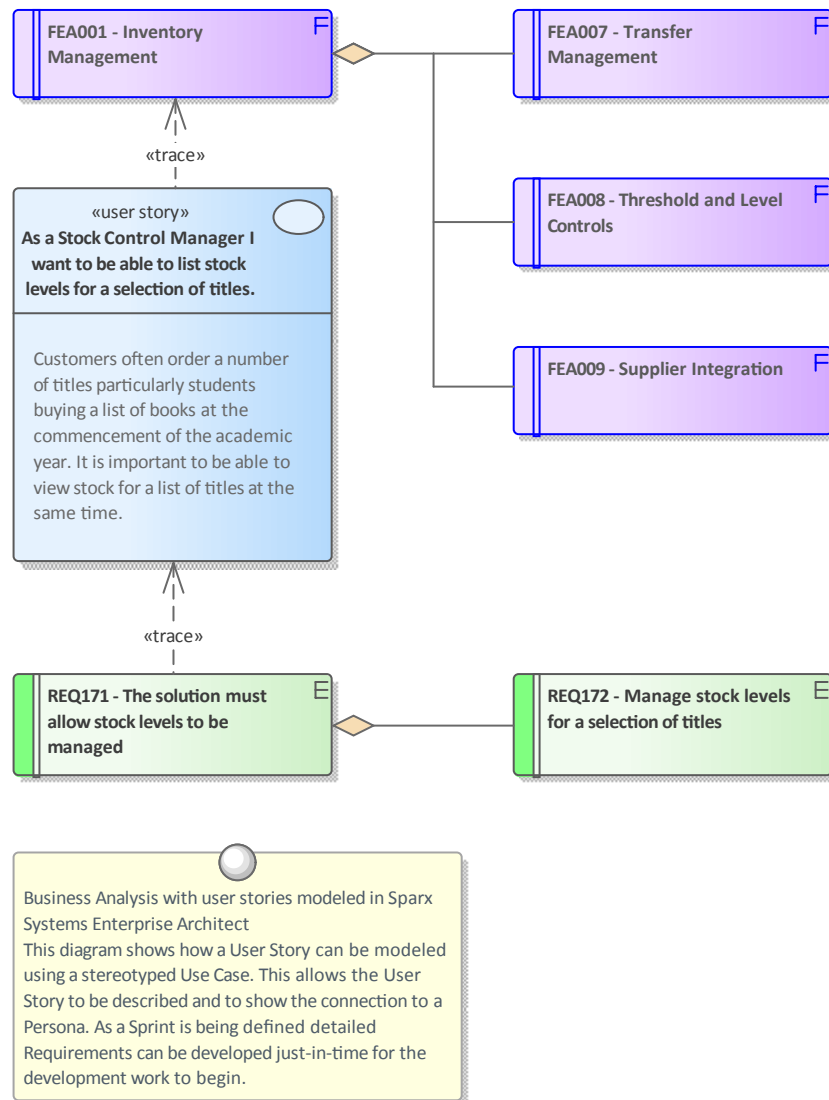 FEA001 - Inventory
Management
F
FEA007 - Transfer
Management
F
«trace»
FEA008 - Threshold and Level
Controls
F
«user story»
As a Stock Control Manager I
want to be able to list stock
levels for a selection of titles.
Customers often order a number
of titles particularly students
buying a list of books at the
commencement of the academic
year. It is important to be able to
view stock for a list of titles at the
same time.
FEA009 - Supplier Integration
F
«trace»
REQ171 - The solution must
allow stock levels to be
managed
E
REQ172 - Manage stock levels
for a selection of titles
E
Business Analysis with user stories modeled in Sparx
Systems Enterprise Architect
This diagram shows how a User Story can be modeled
using a stereotyped Use Case. This allows the User
Story to be described and to show the connection to a
Persona. As a Sprint is being defined detailed
Requirements can be developed just-in-time for the
development work to begin.